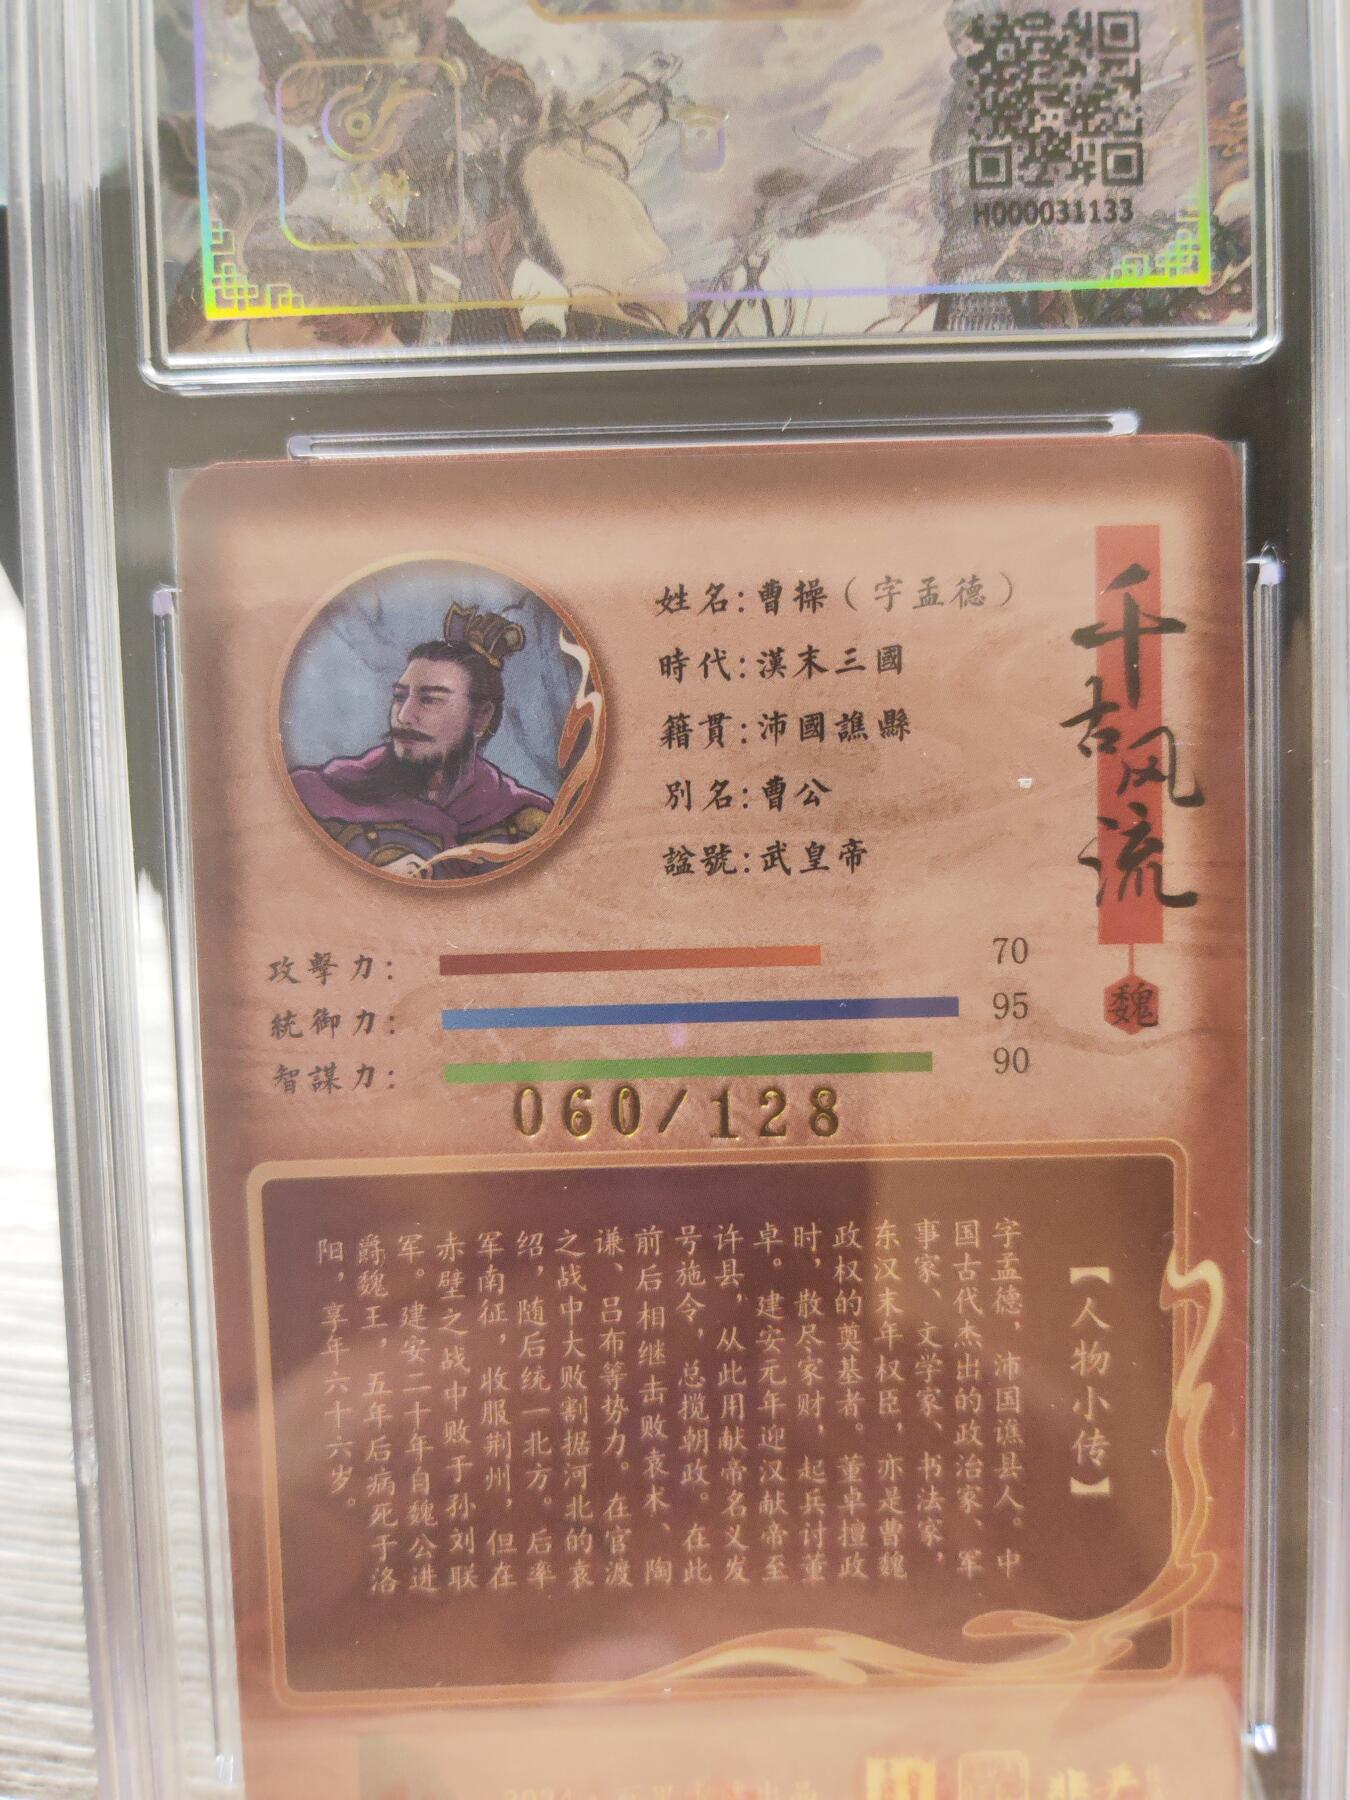 H000031133
姓名:曹操（字孟德）
時代:漢末三國
籍貫:沛國譙縣
別名:曹公
諡號:武皇帝
千古风流
魏
攻擊力: 70
統御力: 95
智謀力: 90
060/128
【人物小传】
字孟德，沛国谯县人。中
国古代杰出的政治家、军
事家、文学家、书法家，
东汉末年权臣，亦是曹魏
政权的奠基者。董卓擅政
时，散尽家财，起兵讨董
卓。建安元年迎汉献帝至
许县，从此用献帝名义发
号施令，总揽朝政。在此
前后相继击败袁术、陶
谦、吕布等势力。在官渡
之战中大败割据河北的袁
绍，随后统一北方。后率
军南征，收服荆州，但在
赤壁之战中败于孙刘联
军。建安二十年自魏公进
爵魏王，五年后病死于洛
阳，享年六十六岁。